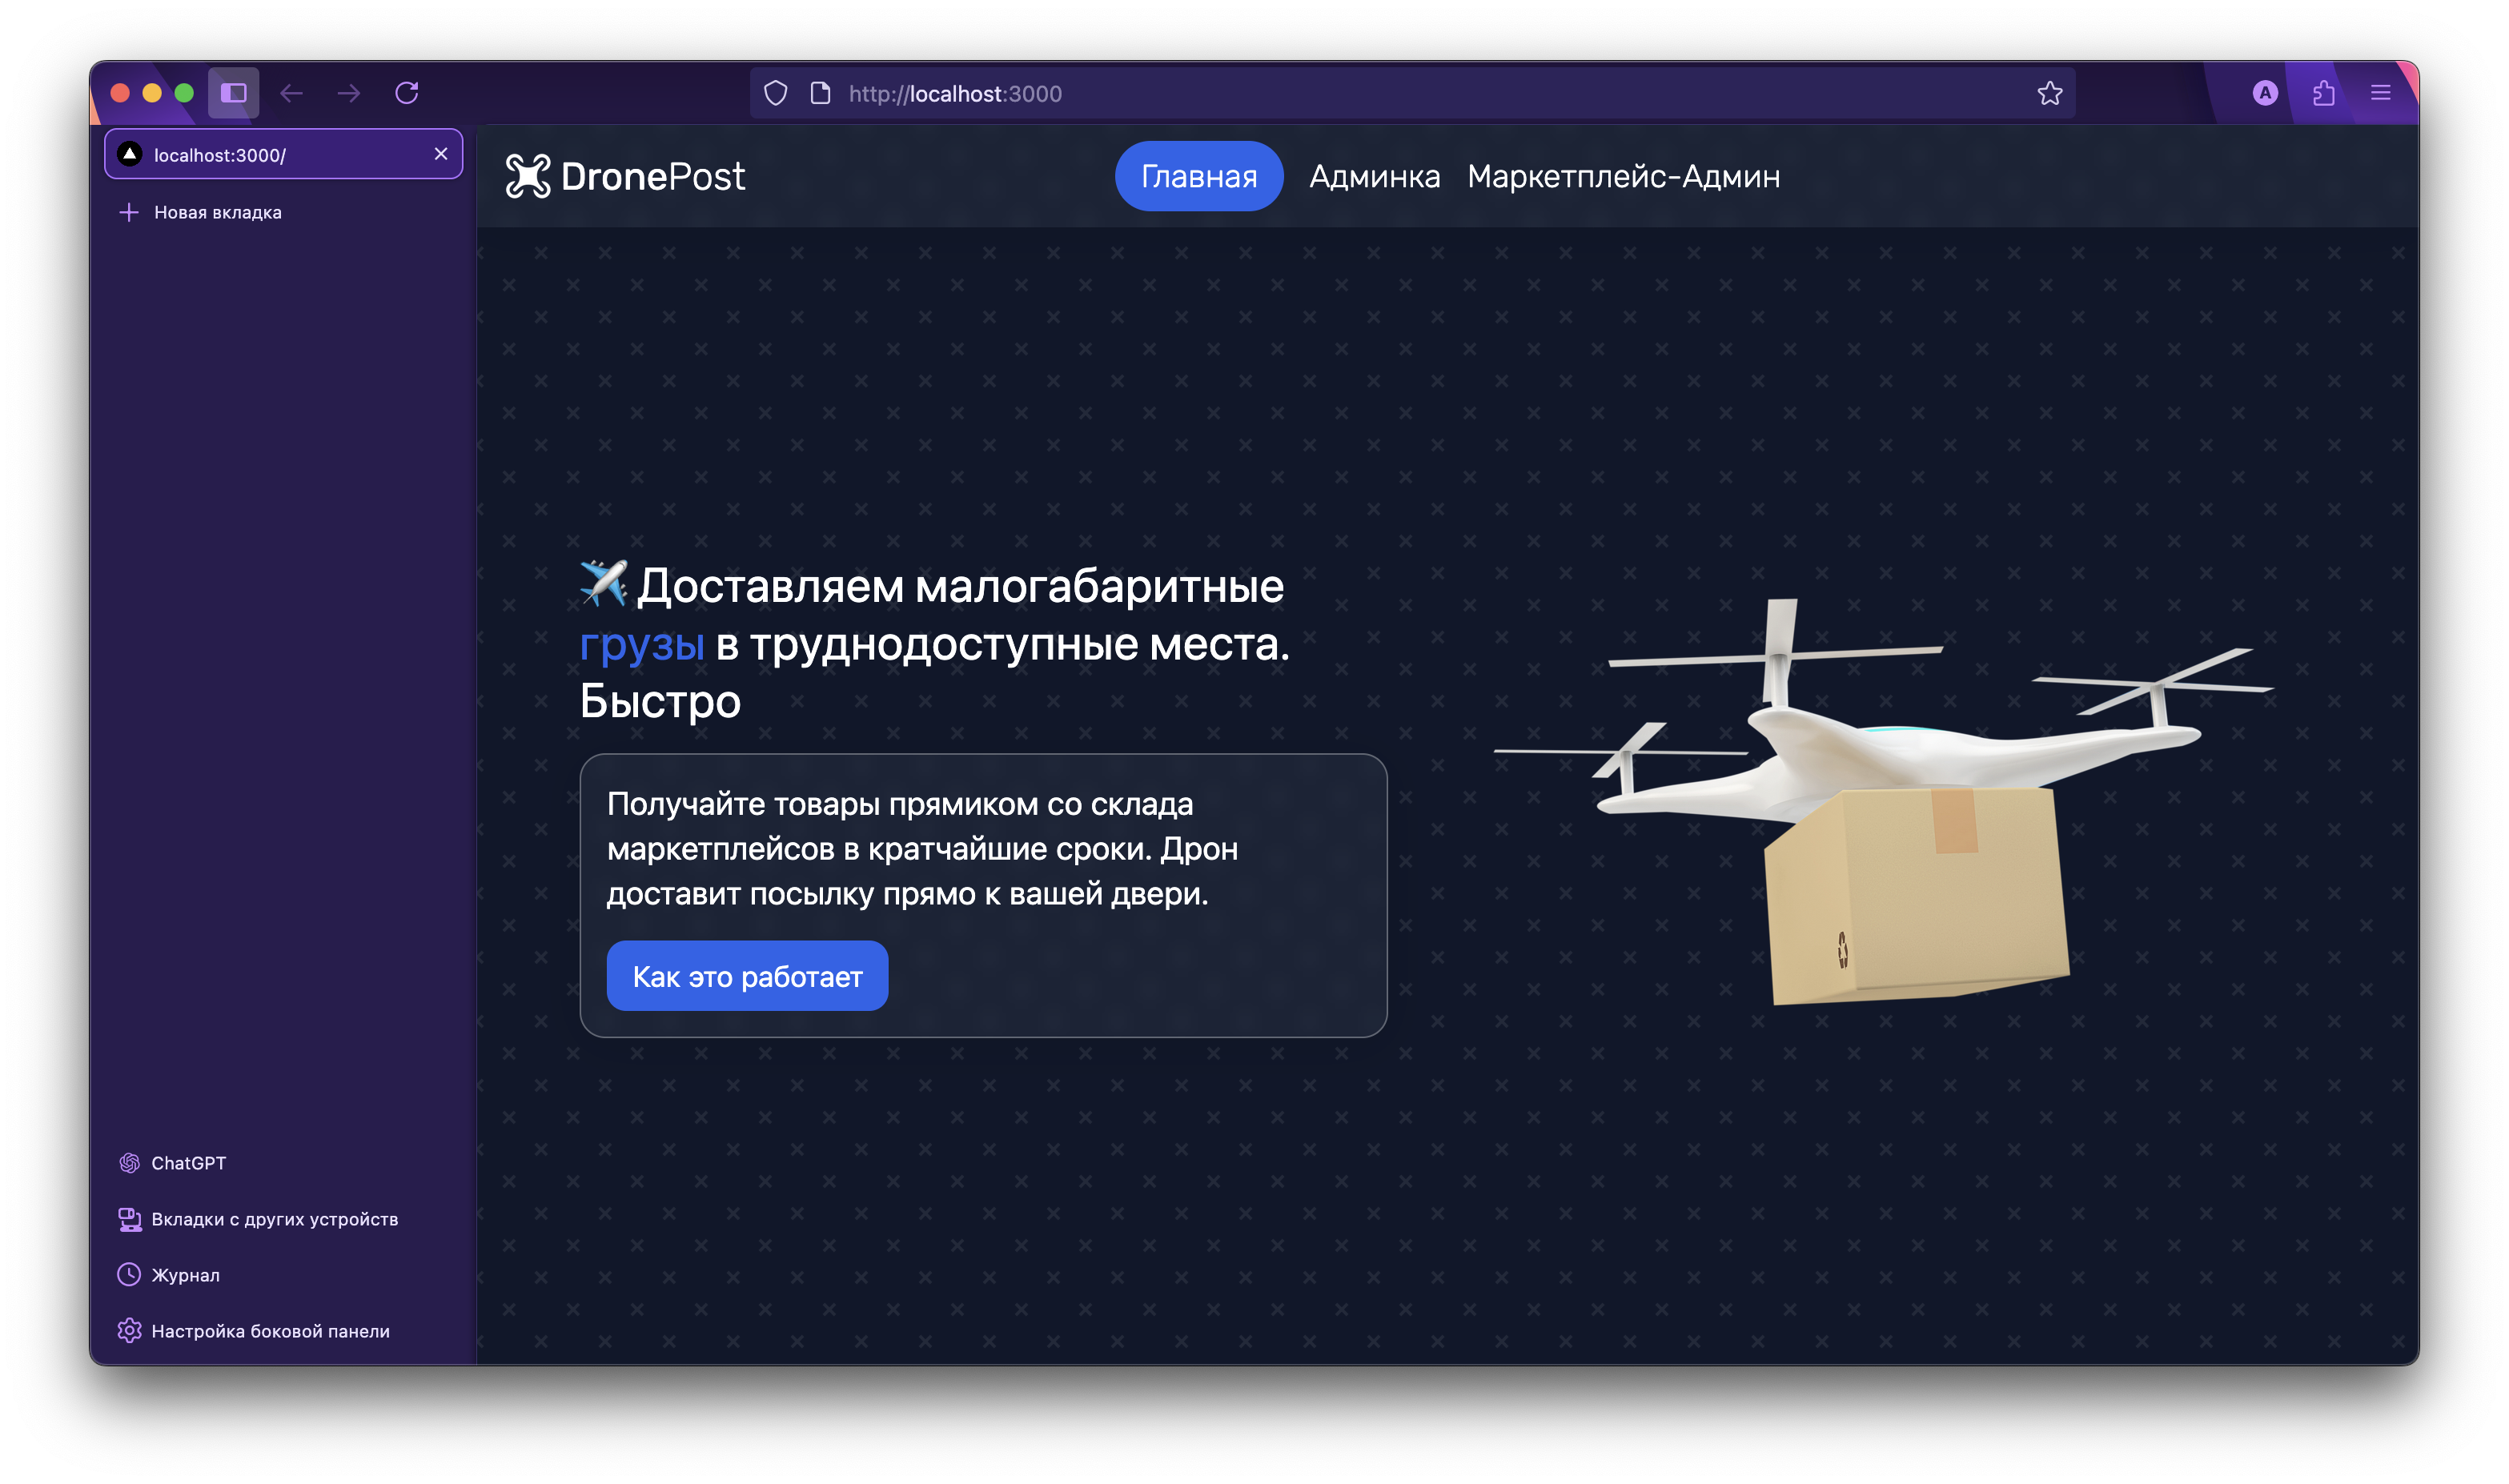 http://localhost:3000
A
localhost:3000/
Новая вкладка
DronePost
Главная
Админка
Маркетплейс-Админ
✈️ Доставляем малогабаритные
грузы в труднодоступные места.
Быстро
Получайте товары прямиком со склада
маркетплейсов в кратчайшие сроки. Дрон
доставит посылку прямо к вашей двери.
Как это работает
ChatGPT
Вкладки с других устройств
Журнал
Настройка боковой панели